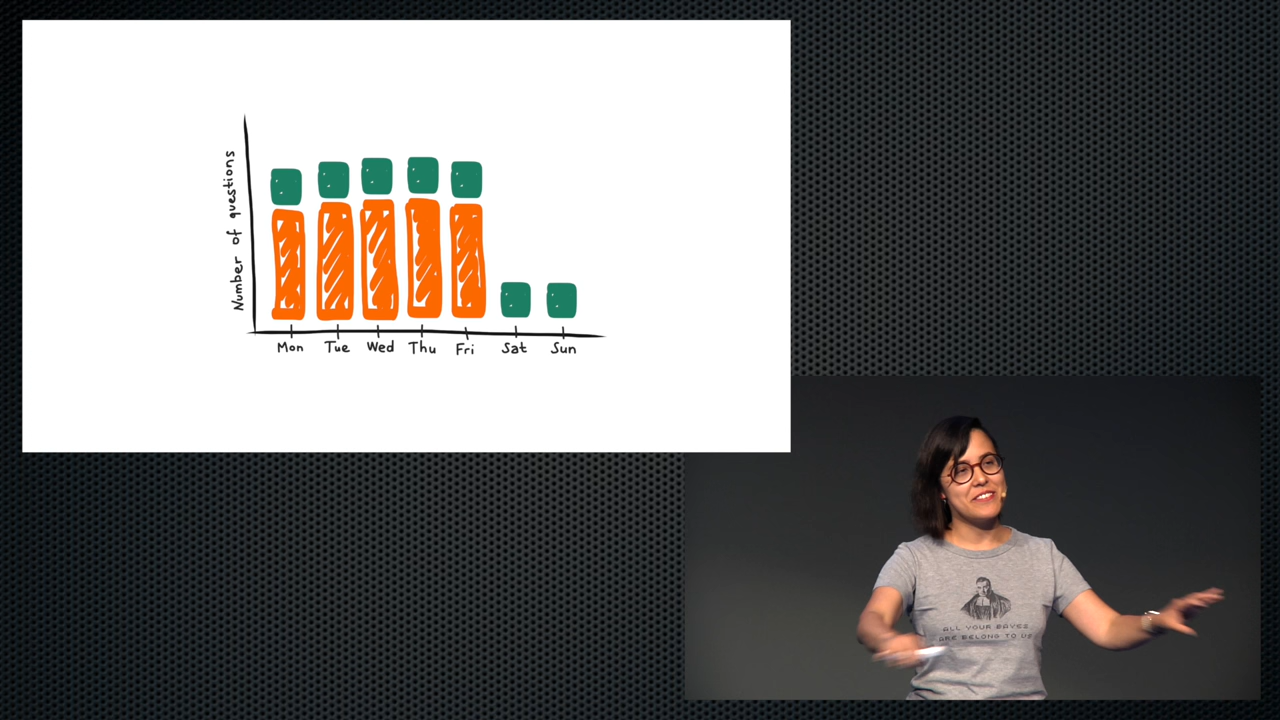 Number of questions
Mon Tue Wed Thu Fri Sat Sun
ALL YOUR BAYES
ARE BELONG TO US